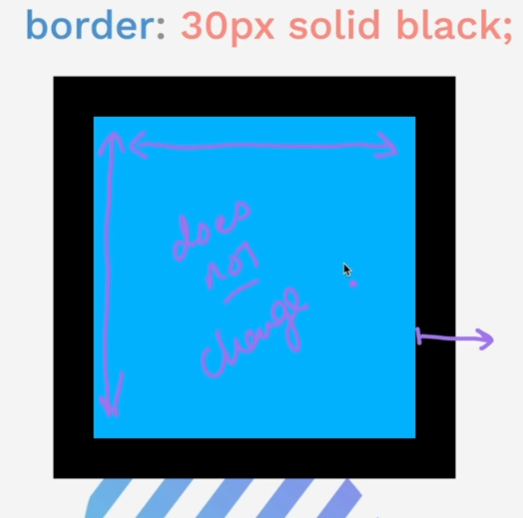 border: 30px solid black;
does
not
change